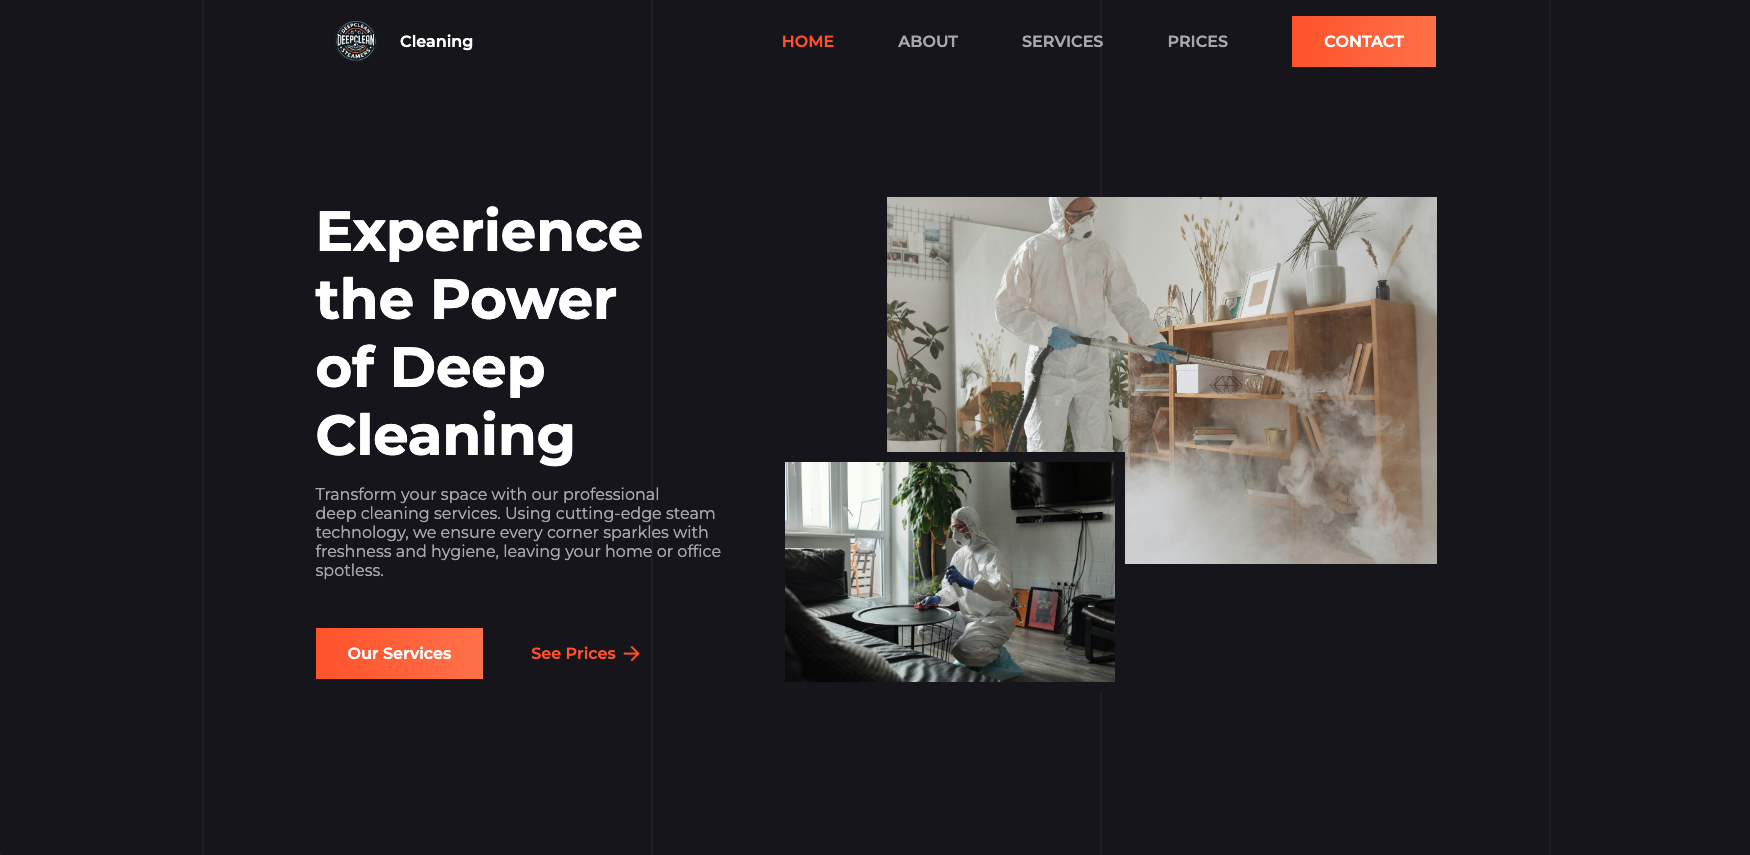 DEEPCLEAN
DEEPCLEAN
STEAMERS
Cleaning
HOME
ABOUT
SERVICES
PRICES
CONTACT
Experience
the Power
of Deep
Cleaning
Transform your space with our professional
deep cleaning services. Using cutting-edge steam
technology, we ensure every corner sparkles with
freshness and hygiene, leaving your home or office
spotless.
Our Services
See Prices